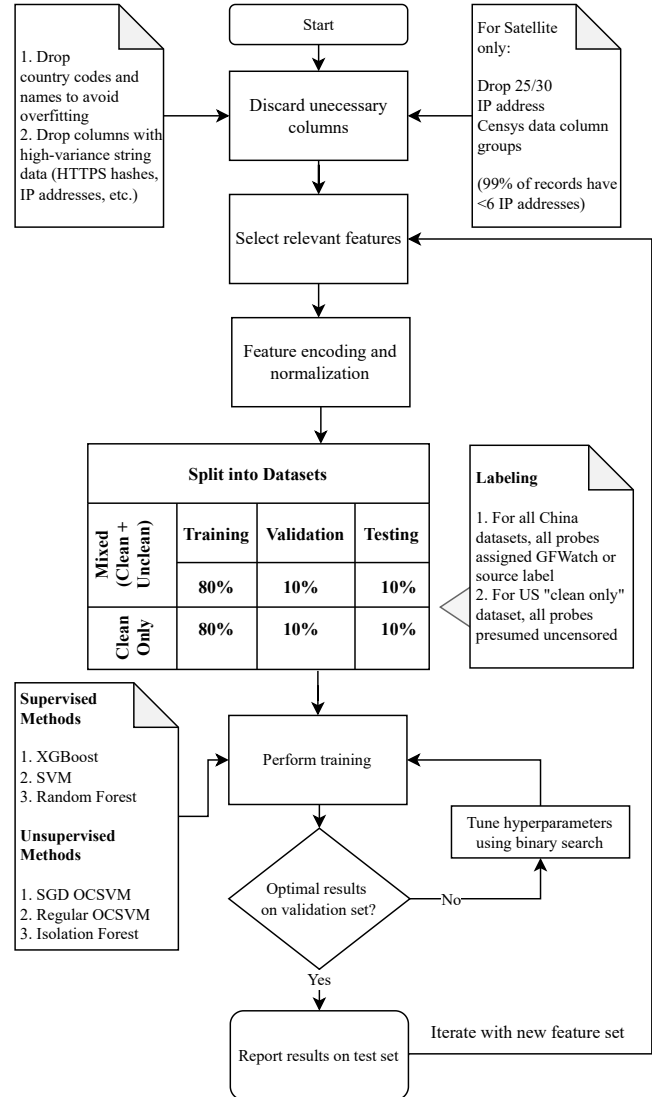 Start
1. Drop
country codes and
names to avoid
overfitting
2. Drop columns with
high-variance string
data (HTTPS hashes,
IP addresses, etc.)
Discard unecessary
columns
For Satellite
only:
Drop 25/30
IP address
Censys data column
groups
(99% of records have
<6 IP addresses)
Select relevant features
Feature encoding and
normalization
Split into Datasets
Mixed
(Clean +
Unclean)
Training Validation Testing
80% 10% 10%
Clean
Only
80% 10% 10%
Labeling
1. For all China
datasets, all probes
assigned GFWatch or
source label
2. For US "clean only"
dataset, all probes
presumed uncensored
Supervised
Methods
1. XGBoost
2. SVM
3. Random Forest
Unsupervised
Methods
1. SGD OCSVM
2. Regular OCSVM
3. Isolation Forest
Perform training
Tune hyperparameters
using binary search
Optimal results
on validation set?
No
Yes
Report results on test set
Iterate with new feature set